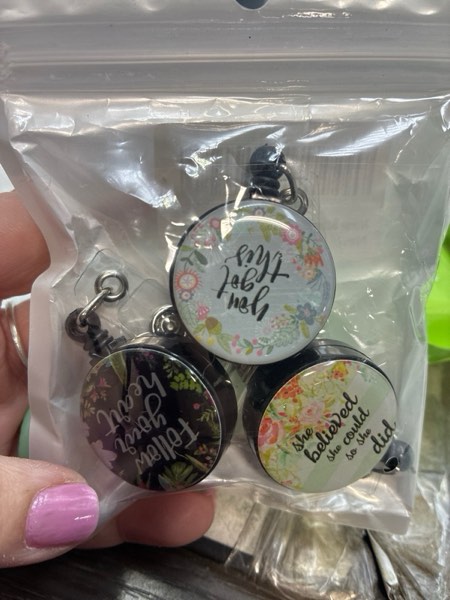 you got
this
follow
your
heart
she
believed
she could
so she
did